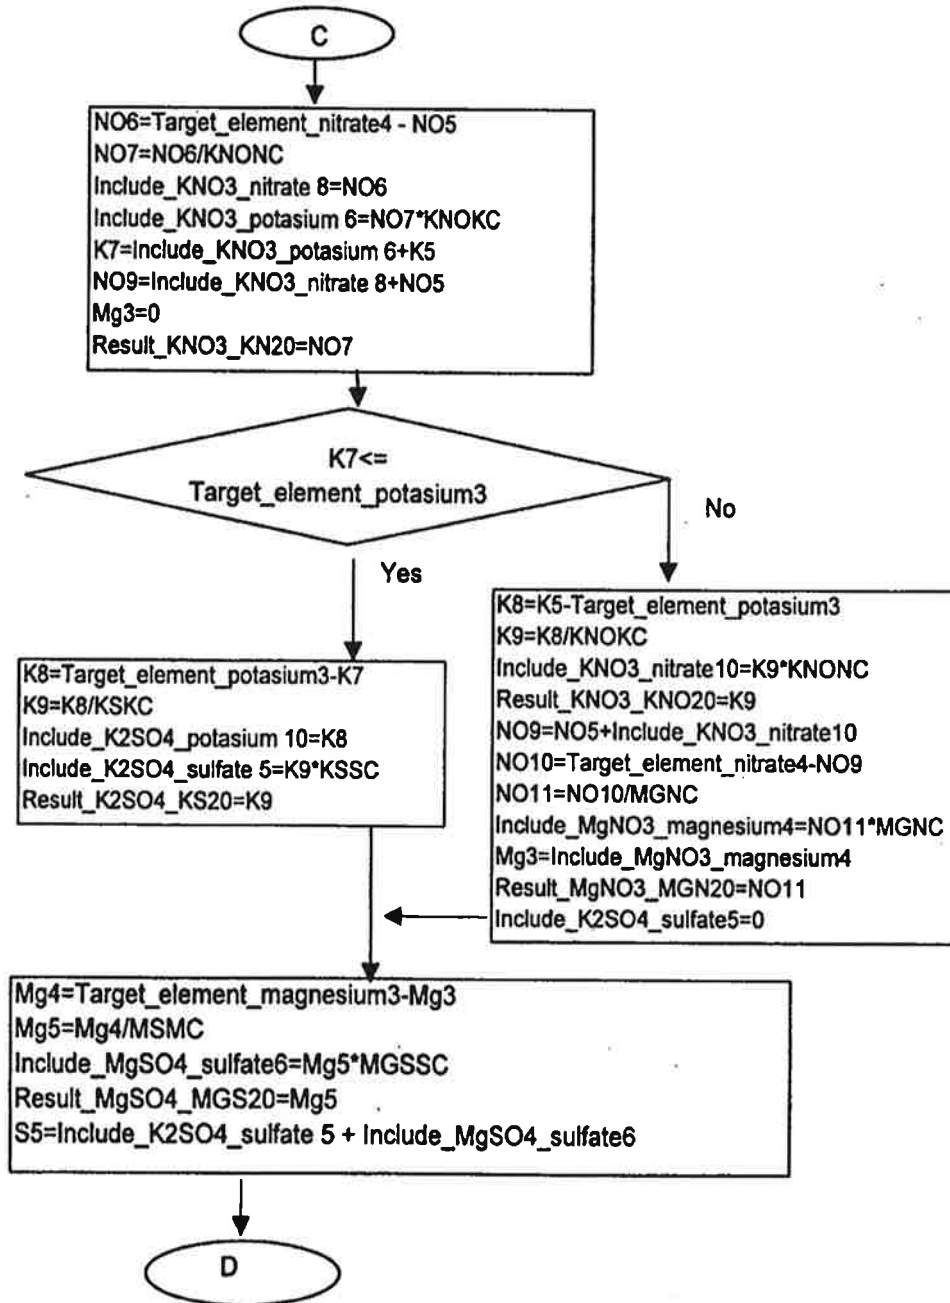 C
NO6=Target_element_nitrate4 - NO5
NO7=NO6/KNONC
Include_KNO3_nitrate 8=NO6
Include_KNO3_potasium 6=NO7*KNOKC
K7=Include_KNO3_potasium 6+K5
NO9=Include_KNO3_nitrate 8+NO5
Mg3=0
Result_KNO3_KN20=NO7
K7<=
Target_element_potasium3
No
Yes
K8=K5-Target_element_potasium3
K9=K8/KNOKC
Include_KNO3_nitrate10=K9*KNONC
Result_KNO3_KNO20=K9
NO9=NO5+Include_KNO3_nitrate10
NO10=Target_element_nitrate4-NO9
NO11=NO10/MGNC
Include_MgNO3_magnesium4=NO11*MGNC
Mg3=Include_MgNO3_magnesium4
Result_MgNO3_MGN20=NO11
Include_K2SO4_sulfate5=0
K8=Target_element_potasium3-K7
K9=K8/KSKC
Include_K2SO4_potasium 10=K8
Include_K2SO4_sulfate 5=K9*KSSC
Result_K2SO4_KS20=K9
Mg4=Target_element_magnesium3-Mg3
Mg5=Mg4/MSMC
Include_MgSO4_sulfate6=Mg5*MGSSC
Result_MgSO4_MGS20=Mg5
S5=Include_K2SO4_sulfate 5 + Include_MgSO4_sulfate6
D